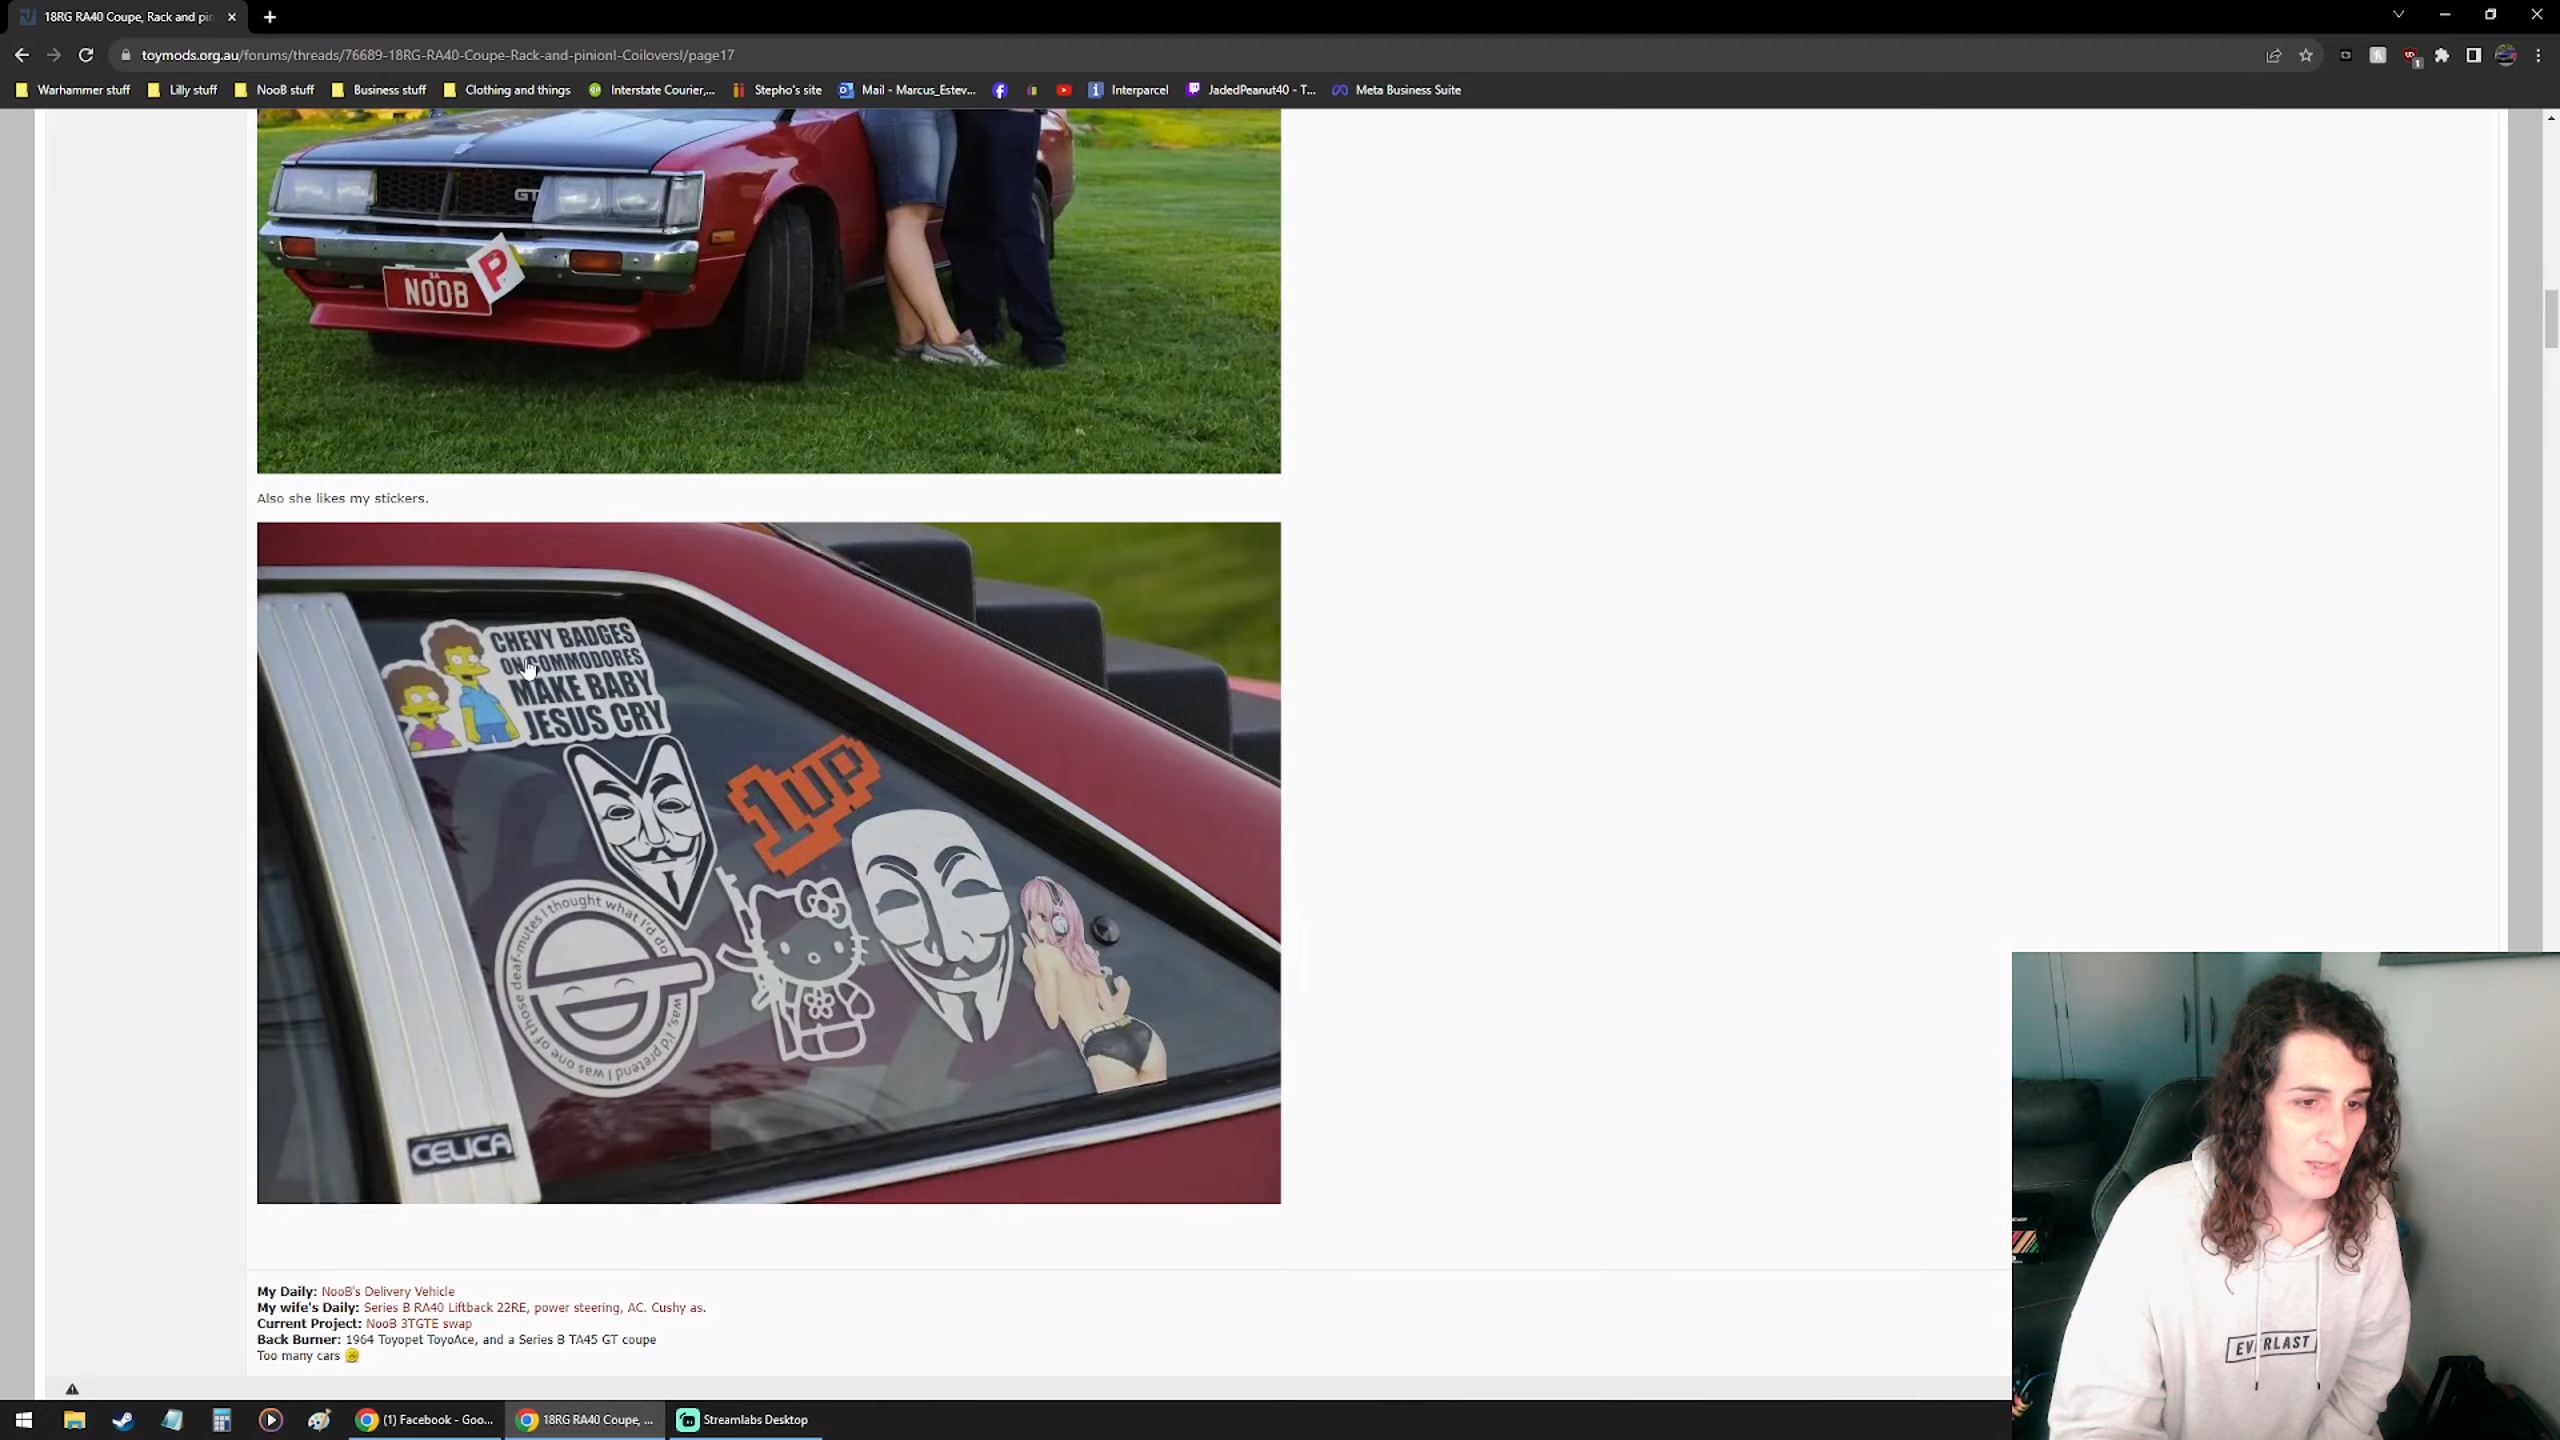 18RG RA40 Coupe, Rack and pin
toymods.org.au/forums/threads/76689-18RG-RA40-Coupe-Rack-and-pinionI-CoiloversI/page17
Warhammer stuff
Lilly stuff
NooB stuff
Business stuff
Clothing and things
Interstate Courier,...
Stepho's site
Mail - Marcus_Estev...
Interparcel
JadedPeanut40 - T...
Meta Business Suite
GT
SA
NOOB
P
Also she likes my stickers.
CHEVY BADGES
ON COMMODORES
MAKE BABY
JESUS CRY
1UP
I thought what I'd do was, I'd pretend I was one of those deaf-mutes
CELICA
My Daily: NooB's Delivery Vehicle
My wife's Daily: Series B RA40 Liftback 22RE, power steering, AC. Cushy as.
Current Project: NooB 3TGTE swap
Back Burner: 1964 Toyopet ToyoAce, and a Series B TA45 GT coupe
Too many cars
EVERLAST
(1) Facebook - Goo...
18RG RA40 Coupe, ...
Streamlabs Desktop